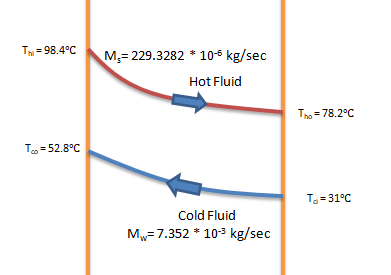 Thi = 98.4°C
Ms= 229.3282 * 10-6 kg/sec
Hot Fluid
Tho = 78.2°C
Tco = 52.8°C
Tci = 31°C
Cold Fluid
Mw= 7.352 * 10-3 kg/sec